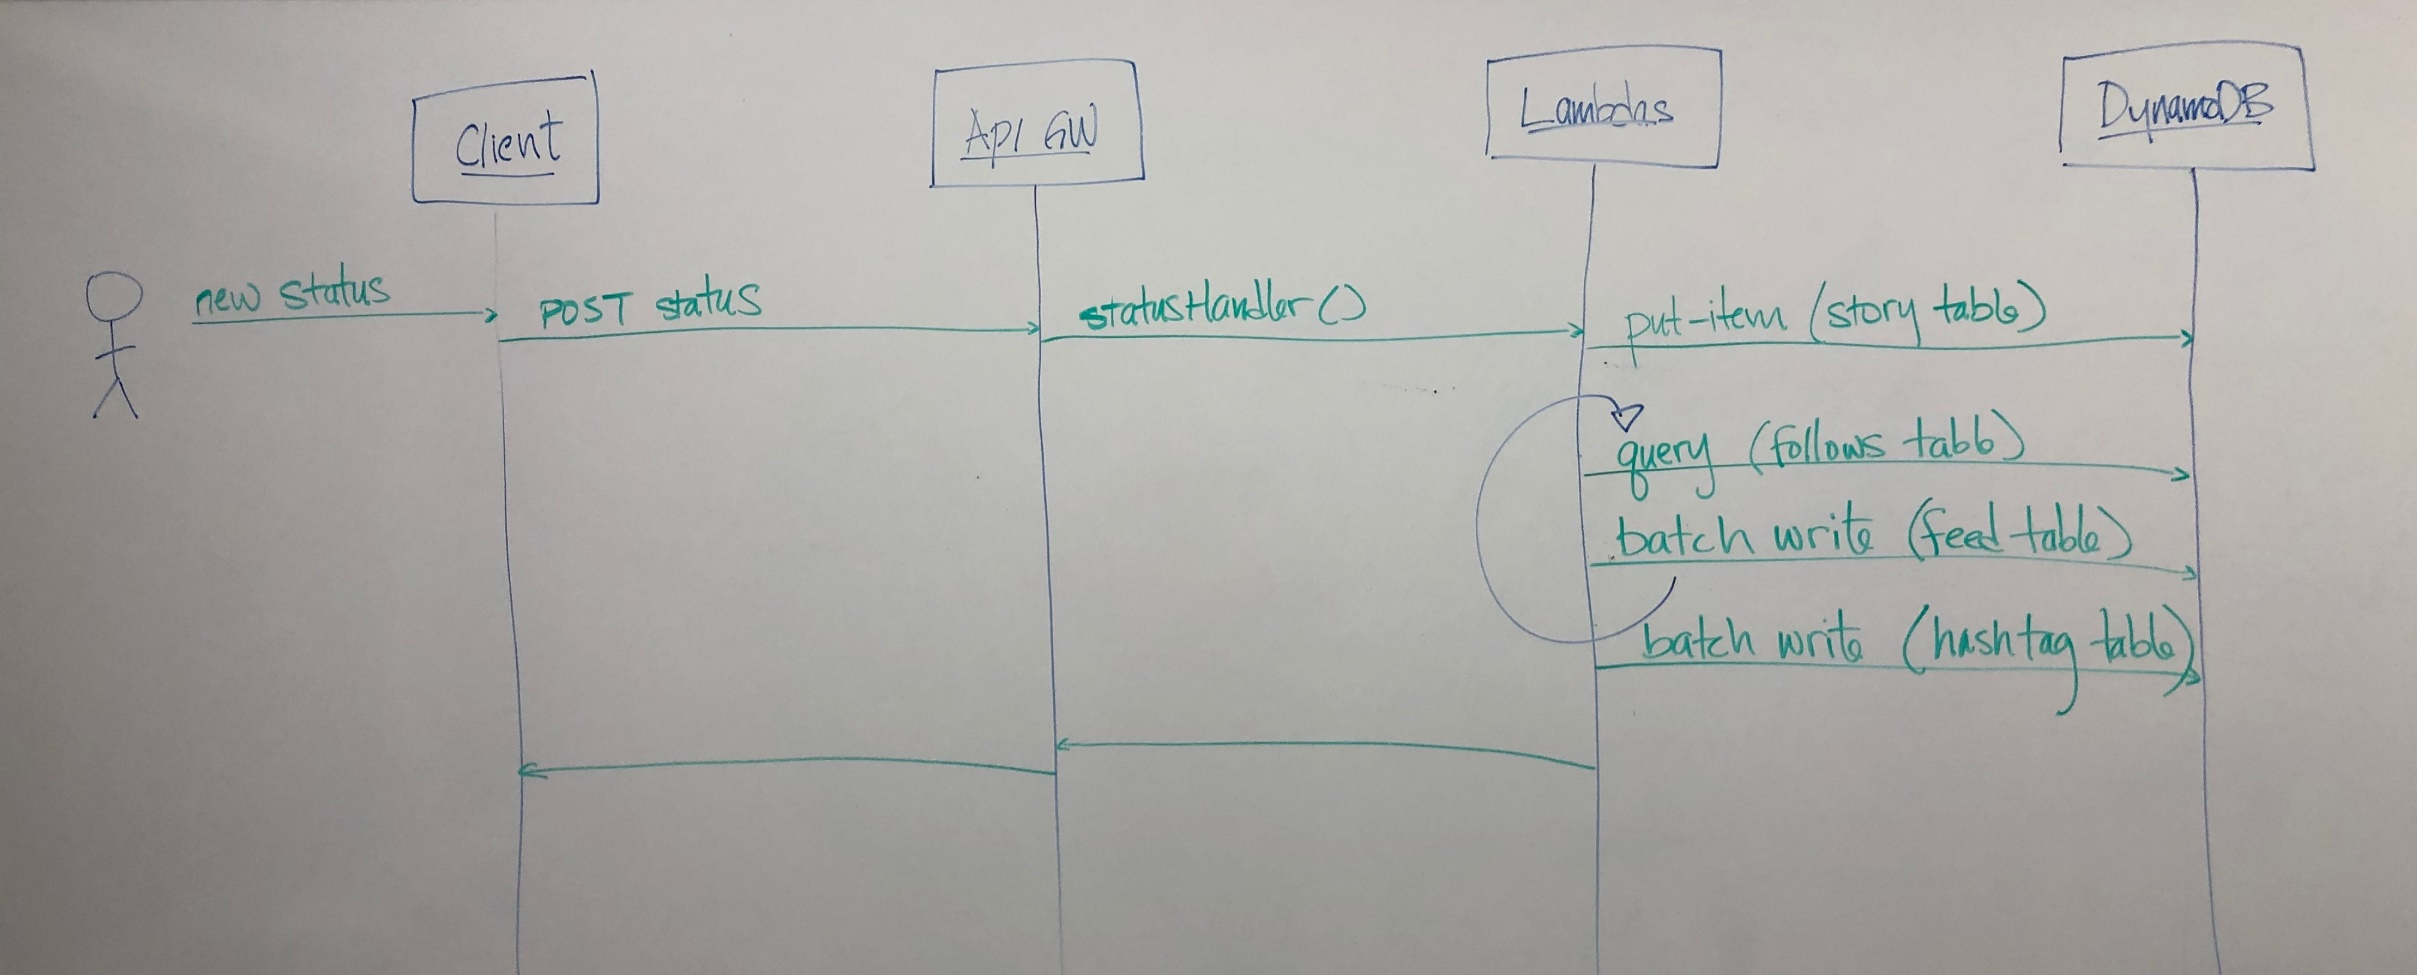 Client
Api GW
Lambdas
DynamoDB
new status
POST status
statusHandler()
put-item (story table)
query (follows table)
batch write (feed table)
batch write (hashtag table)